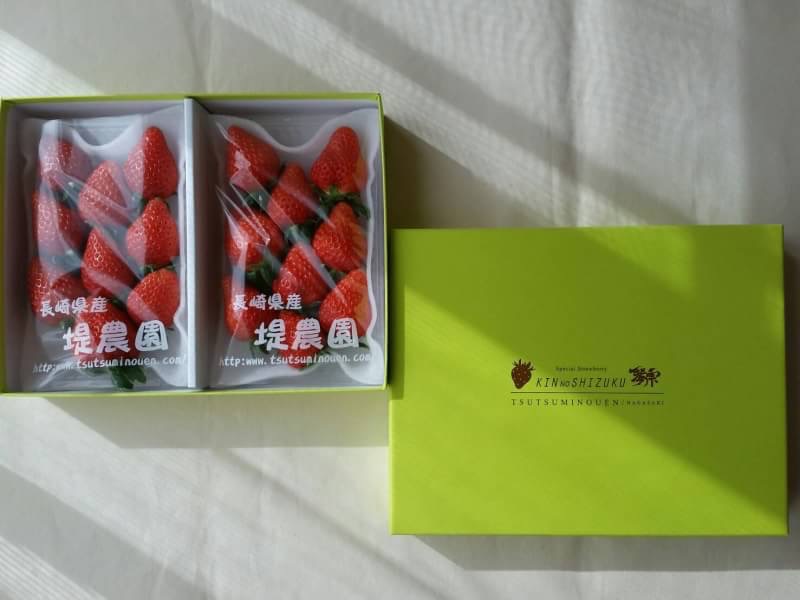 長崎県産
堤農園
http:www.tsutsuminouen.com/
長崎県産
堤農園
http:www.tsutsuminouen.com/
Special Strawberry
KIN NO SHIZUKU
TSUTSUMINOUEN/NAGASAKI